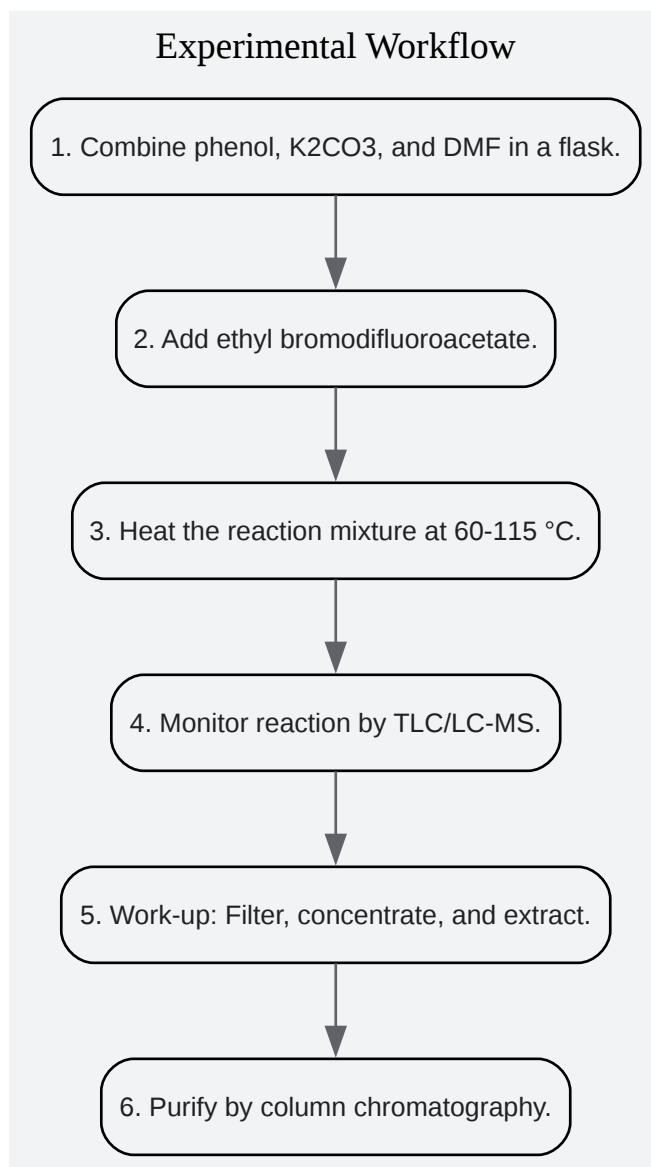 Experimental Workflow
1. Combine phenol, K2CO3, and DMF in a flask.
2. Add ethyl bromodifluoroacetate.
3. Heat the reaction mixture at 60-115 °C.
4. Monitor reaction by TLC/LC-MS.
5. Work-up: Filter, concentrate, and extract.
6. Purify by column chromatography.